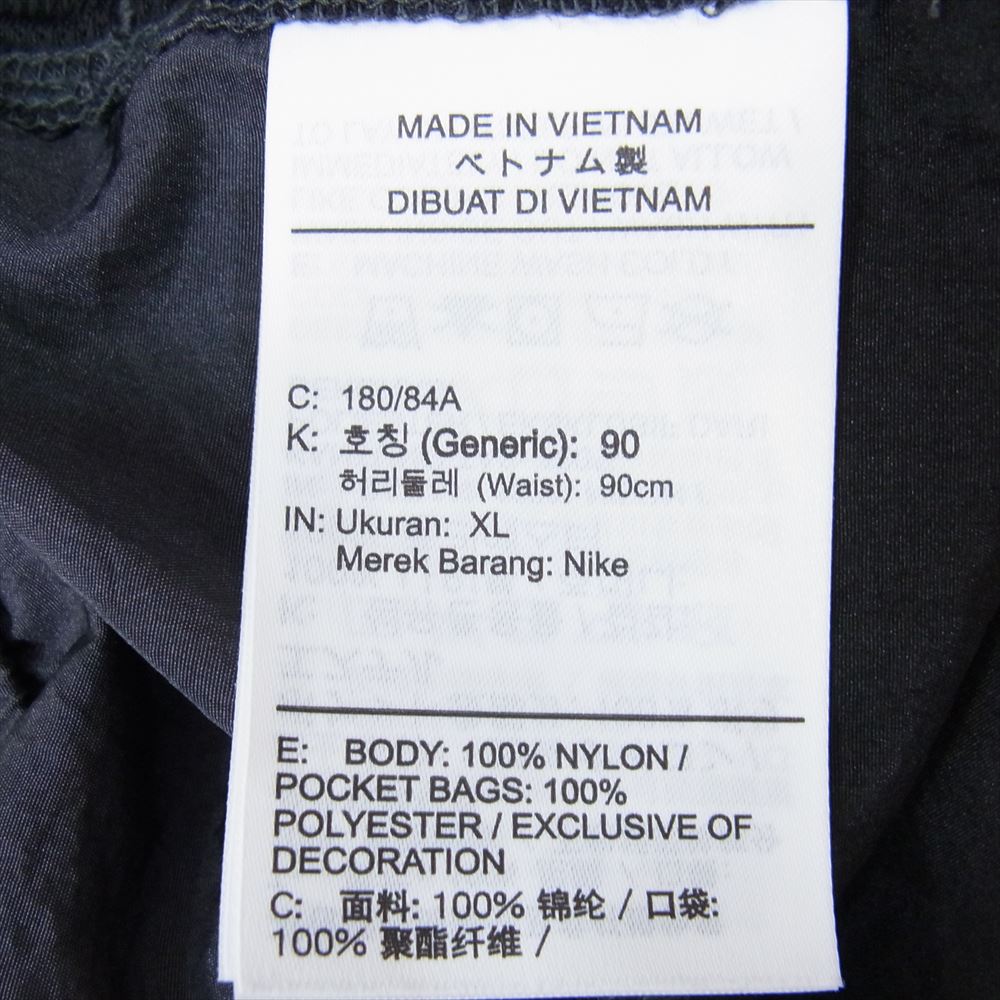 MADE IN VIETNAM
ベトナム製
DIBUAT DI VIETNAM
C: 180/84A
K: 호칭 (Generic): 90
허리둘레 (Waist): 90cm
IN: Ukuran: XL
Merek Barang: Nike
E: BODY: 100% NYLON /
POCKET BAGS: 100%
POLYESTER / EXCLUSIVE OF
DECORATION
C: 面料: 100% 锦纶 / 口袋:
100% 聚酯纤维 /